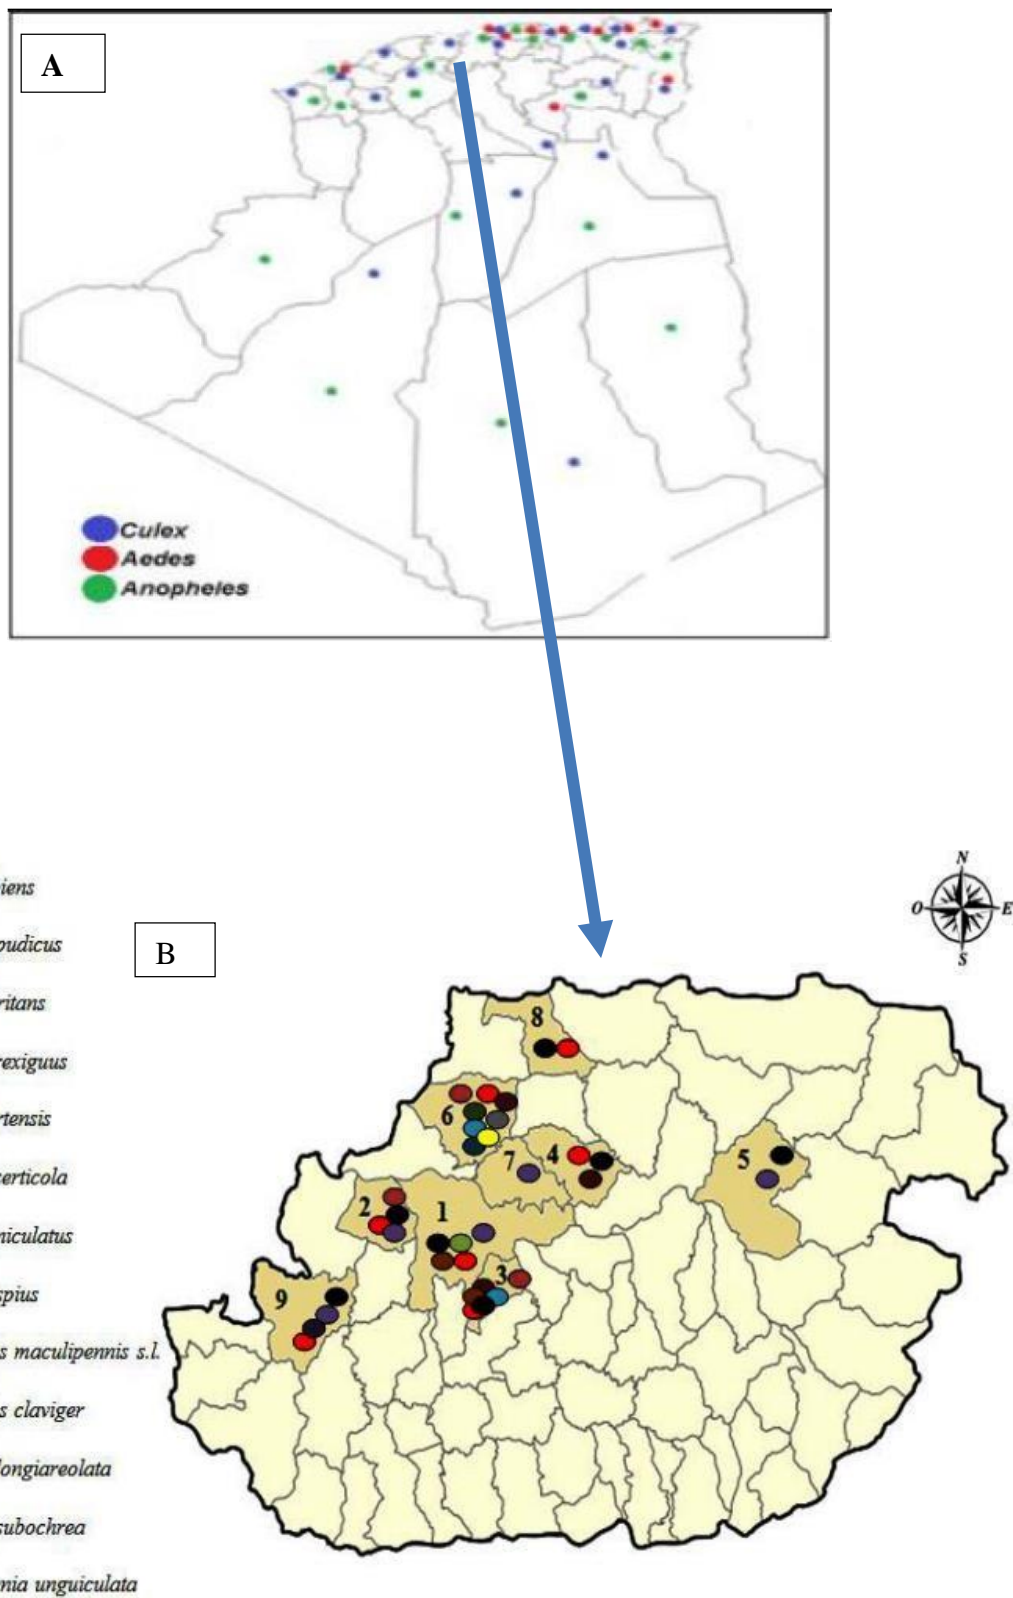 A
Culex
Aedes
Anopheles
N
O
E
S
B
iens
pudicus
ritans
exiguus
rtensis
serticola
niculatus
spius
s maculipennis s.l.
s claviger
longiareolata
subochrea
nia unguiculata
8
6
7
4
5
2
1
3
9